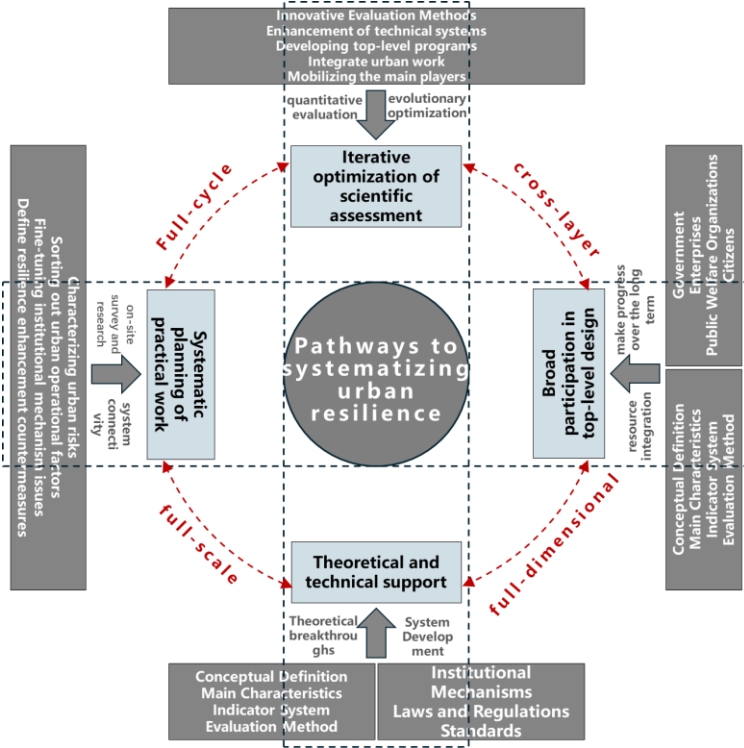 Innovative Evaluation Methods
Enhancement of technical systems
Developing top-level programs
Integrate urban work
Mobilizing the main players
quantitative
evaluation
evolutionary
optimization
Iterative
optimization of
scientific
assessment
Full-cycle
cross-layer
Characterizing urban risks
Sorting out urban operational factors
Fine-tuning institutional mechanism issues
Define resilience enhancement countermeasures
on-site
survey and
research
system
connecti
vity
Systematic
planning of
practical work
Pathways to
systematizing
urban
resilience
Broad
participation in
top-level design
make progress
over the long
term
resource
integration
Government
Enterprises
Public Welfare Organizations
Citizens
Conceptual Definition
Main Characteristics
Indicator System
Evaluation Method
full-scale
full-dimensional
Theoretical and
technical support
Theoretical
breakthrou
ghs
System
Develop
ment
Conceptual Definition
Main Characteristics
Indicator System
Evaluation Method
Institutional
Mechanisms
Laws and Regulations
Standards